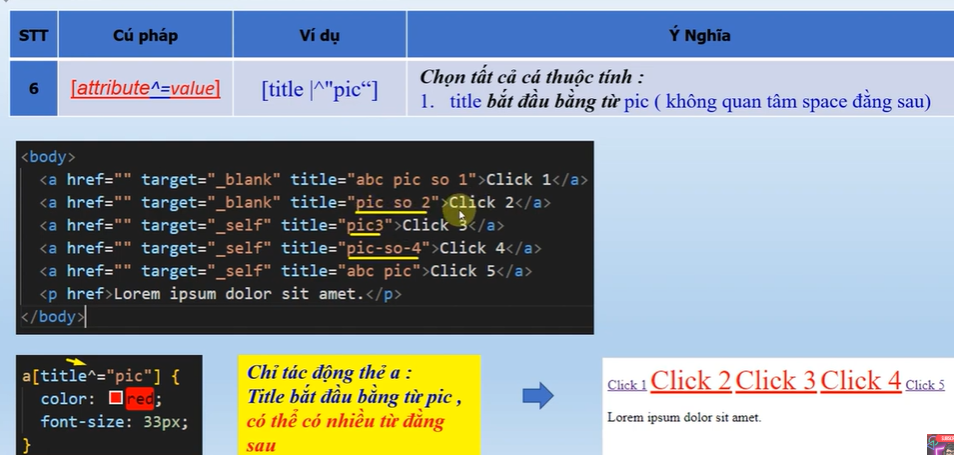 STT Cú pháp Ví dụ Ý Nghĩa
6 [attribute^=value] [title |^"pic“] Chọn tất cả cá thuộc tính :
1. title bắt đầu bằng từ pic ( không quan tâm space đằng sau)
<body>
<a href="" target="_blank" title="abc pic so 1">Click 1</a>
<a href="" target="_blank" title="pic so 2">Click 2</a>
<a href="" target="_self" title="pic3">Click 3</a>
<a href="" target="_self" title="pic-so-4">Click 4</a>
<a href="" target="_self" title="abc pic">Click 5</a>
<p href>Lorem ipsum dolor sit amet.</p>
</body>
a[title^="pic"] {
color: red;
font-size: 33px;
}
Chỉ tác động thẻ a :
Title bắt đầu bằng từ pic ,
có thể có nhiều từ đằng
sau
Click 1 Click 2 Click 3 Click 4 Click 5
Lorem ipsum dolor sit amet.